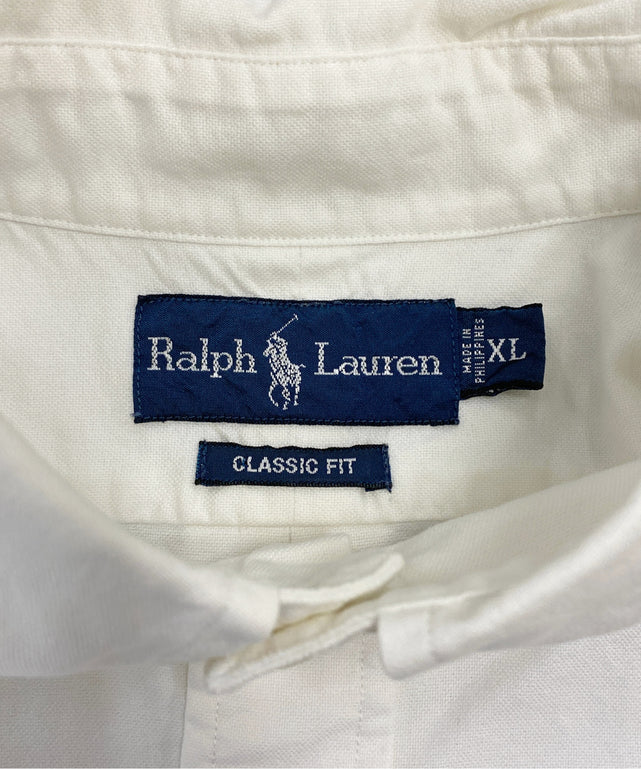 Ralph Lauren
MADE IN
PHILIPPINES
XL
CLASSIC FIT